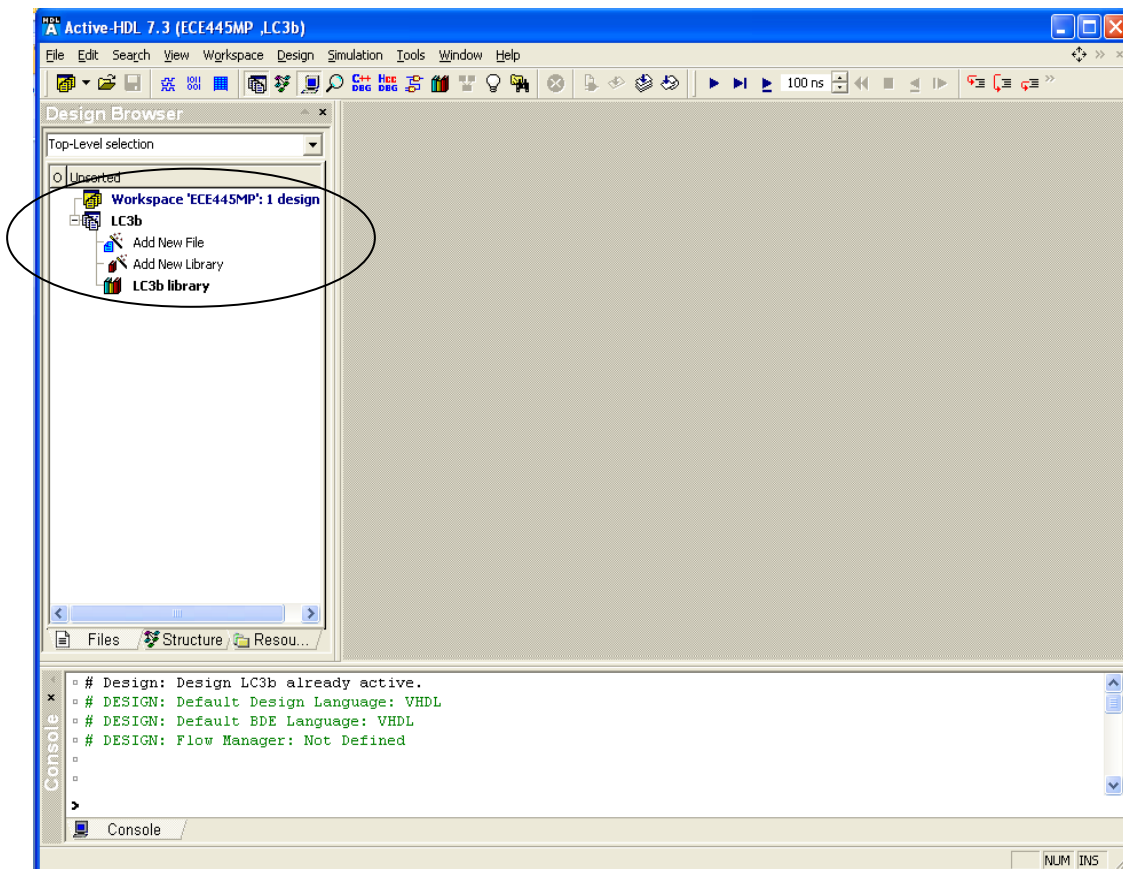 Active-HDL 7.3 (ECE445MP ,LC3b)
File Edit Search View Workspace Design Simulation Tools Window Help
C++ DBG HCC DBG 100 ns
Design Browser
Top-Level selection
O Unsorted
Workspace 'ECE445MP': 1 design
LC3b
Add New File
Add New Library
LC3b library
Files Structure Resou...
# Design: Design LC3b already active.
# DESIGN: Default Design Language: VHDL
# DESIGN: Default BDE Language: VHDL
# DESIGN: Flow Manager: Not Defined
>
Console
Console
NUM INS